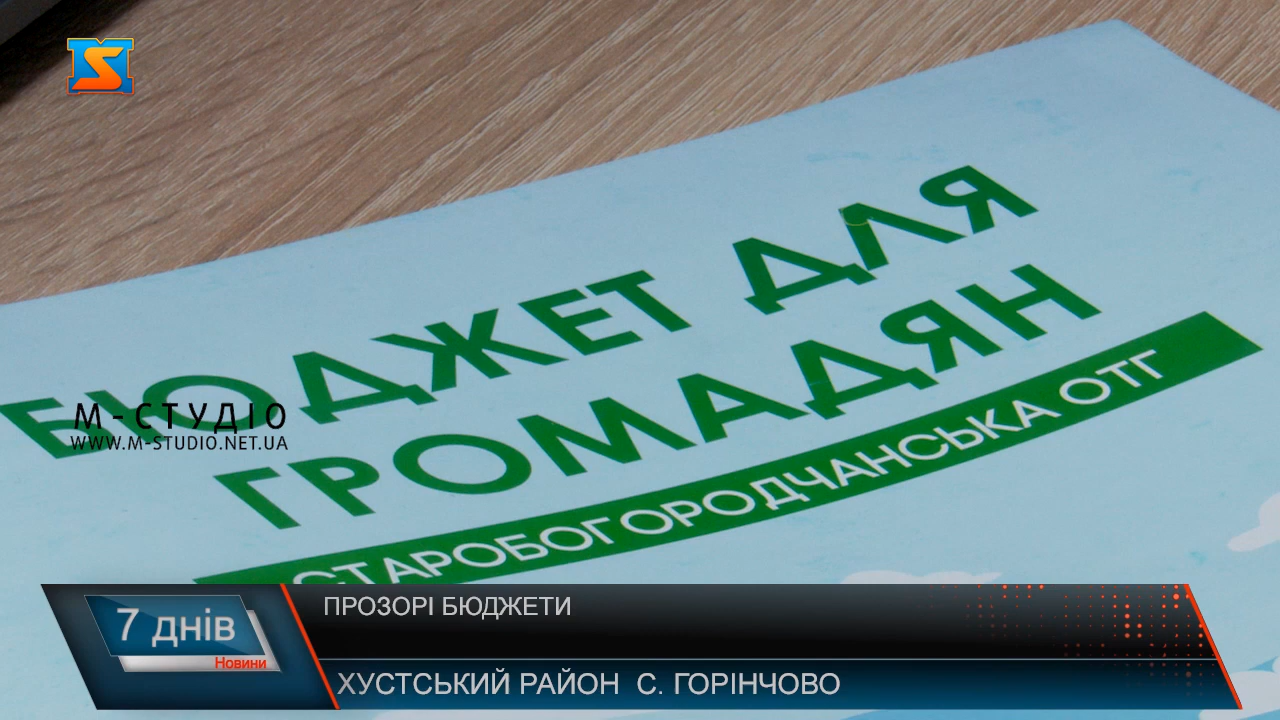 БЮДЖЕТ ДЛЯ
ГРОМАДЯН
СТАРОБОГОРОДЧАНСЬКА ОТГ
М-СТУДІО
WWW.M-STUDIO.NET.UA
7 днів
Новини
ПРОЗОРІ БЮДЖЕТИ
ХУСТСЬКИЙ РАЙОН С. ГОРІНЧОВО